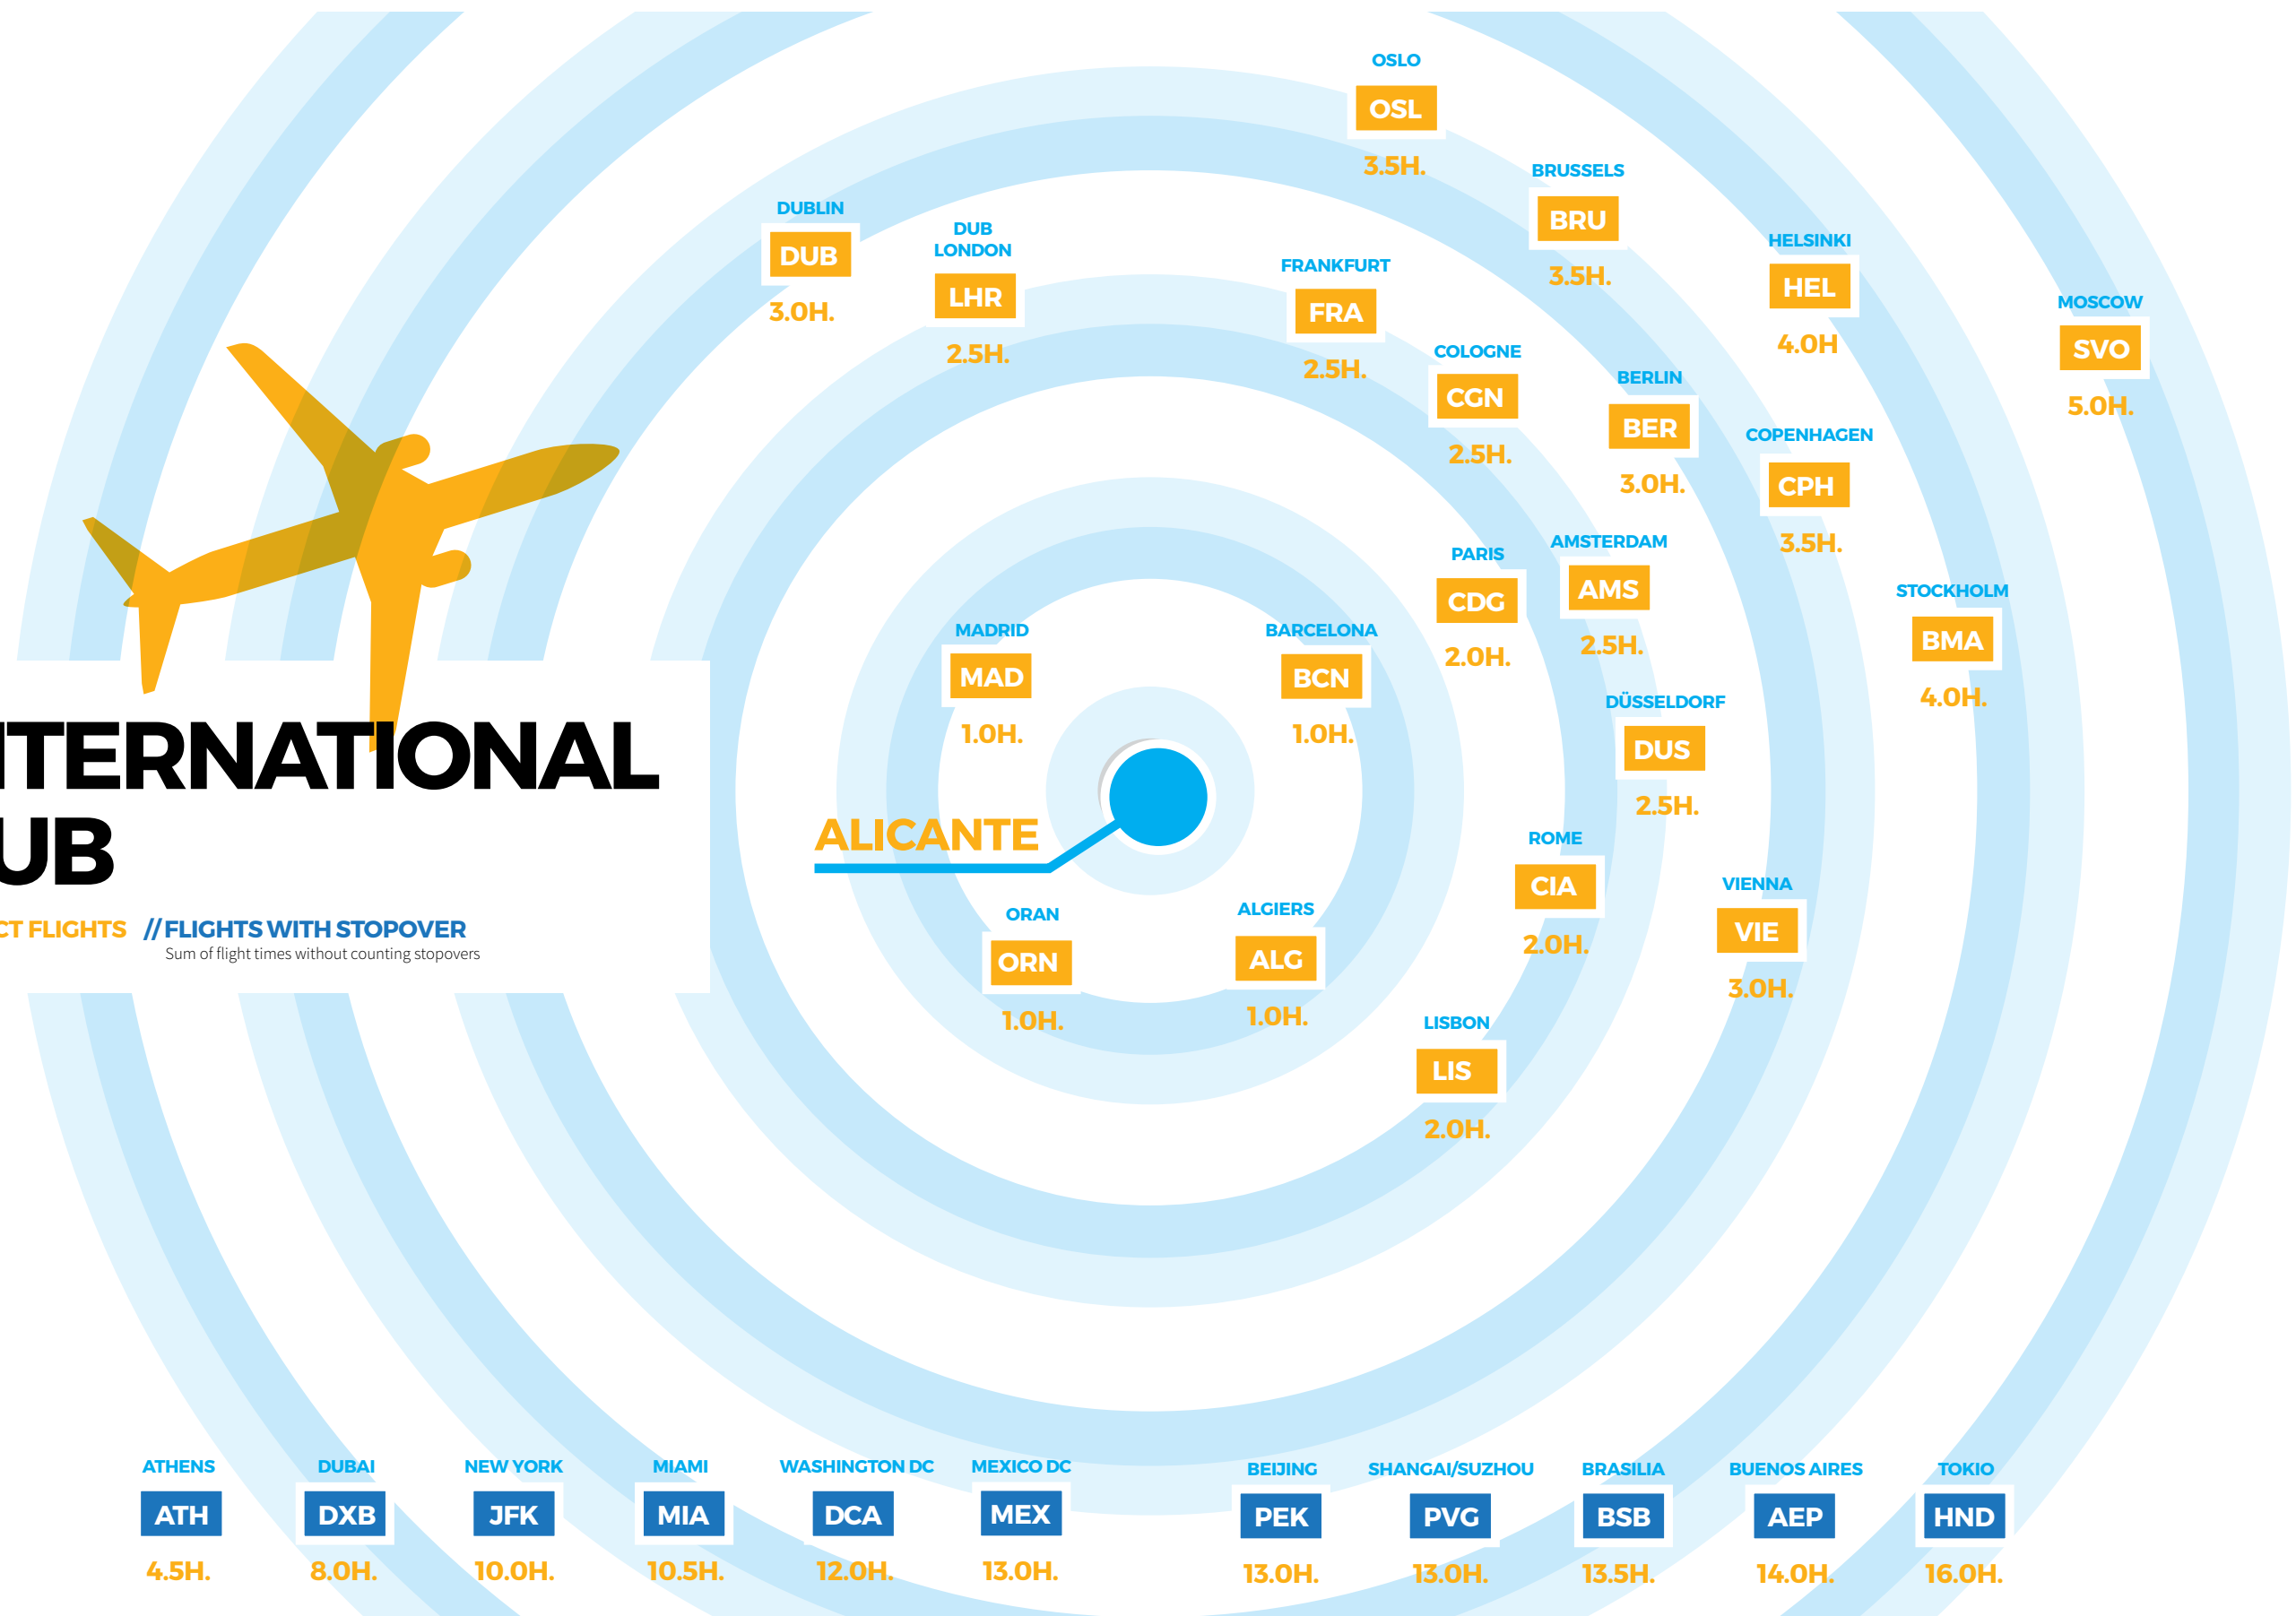 OSLO
OSL
3.5H.
BRUSSELS
BRU
3.5H.
DUBLIN
DUB
3.0H.
DUB
LONDON
LHR
2.5H.
FRANKFURT
FRA
2.5H.
HELSINKI
HEL
4.0H
MOSCOW
SVO
5.0H.
COLOGNE
CGN
2.5H.
BERLIN
BER
3.0H.
COPENHAGEN
CPH
3.5H.
PARIS
CDG
2.0H.
AMSTERDAM
AMS
2.5H.
STOCKHOLM
BMA
4.0H.
MADRID
MAD
1.0H.
BARCELONA
BCN
1.0H.
DÜSSELDORF
DUS
2.5H.
NTERNATIONAL
UB
CT FLIGHTS // FLIGHTS WITH STOPOVER
Sum of flight times without counting stopovers
ALICANTE
ROME
CIA
2.0H.
VIENNA
VIE
3.0H.
ORAN
ORN
1.0H.
ALGIERS
ALG
1.0H.
LISBON
LIS
2.0H.
ATHENS
ATH
4.5H.
DUBAI
DXB
8.0H.
NEW YORK
JFK
10.0H.
MIAMI
MIA
10.5H.
WASHINGTON DC
DCA
12.0H.
MEXICO DC
MEX
13.0H.
BEIJING
PEK
13.0H.
SHANGAI/SUZHOU
PVG
13.0H.
BRASILIA
BSB
13.5H.
BUENOS AIRES
AEP
14.0H.
TOKIO
HND
16.0H.